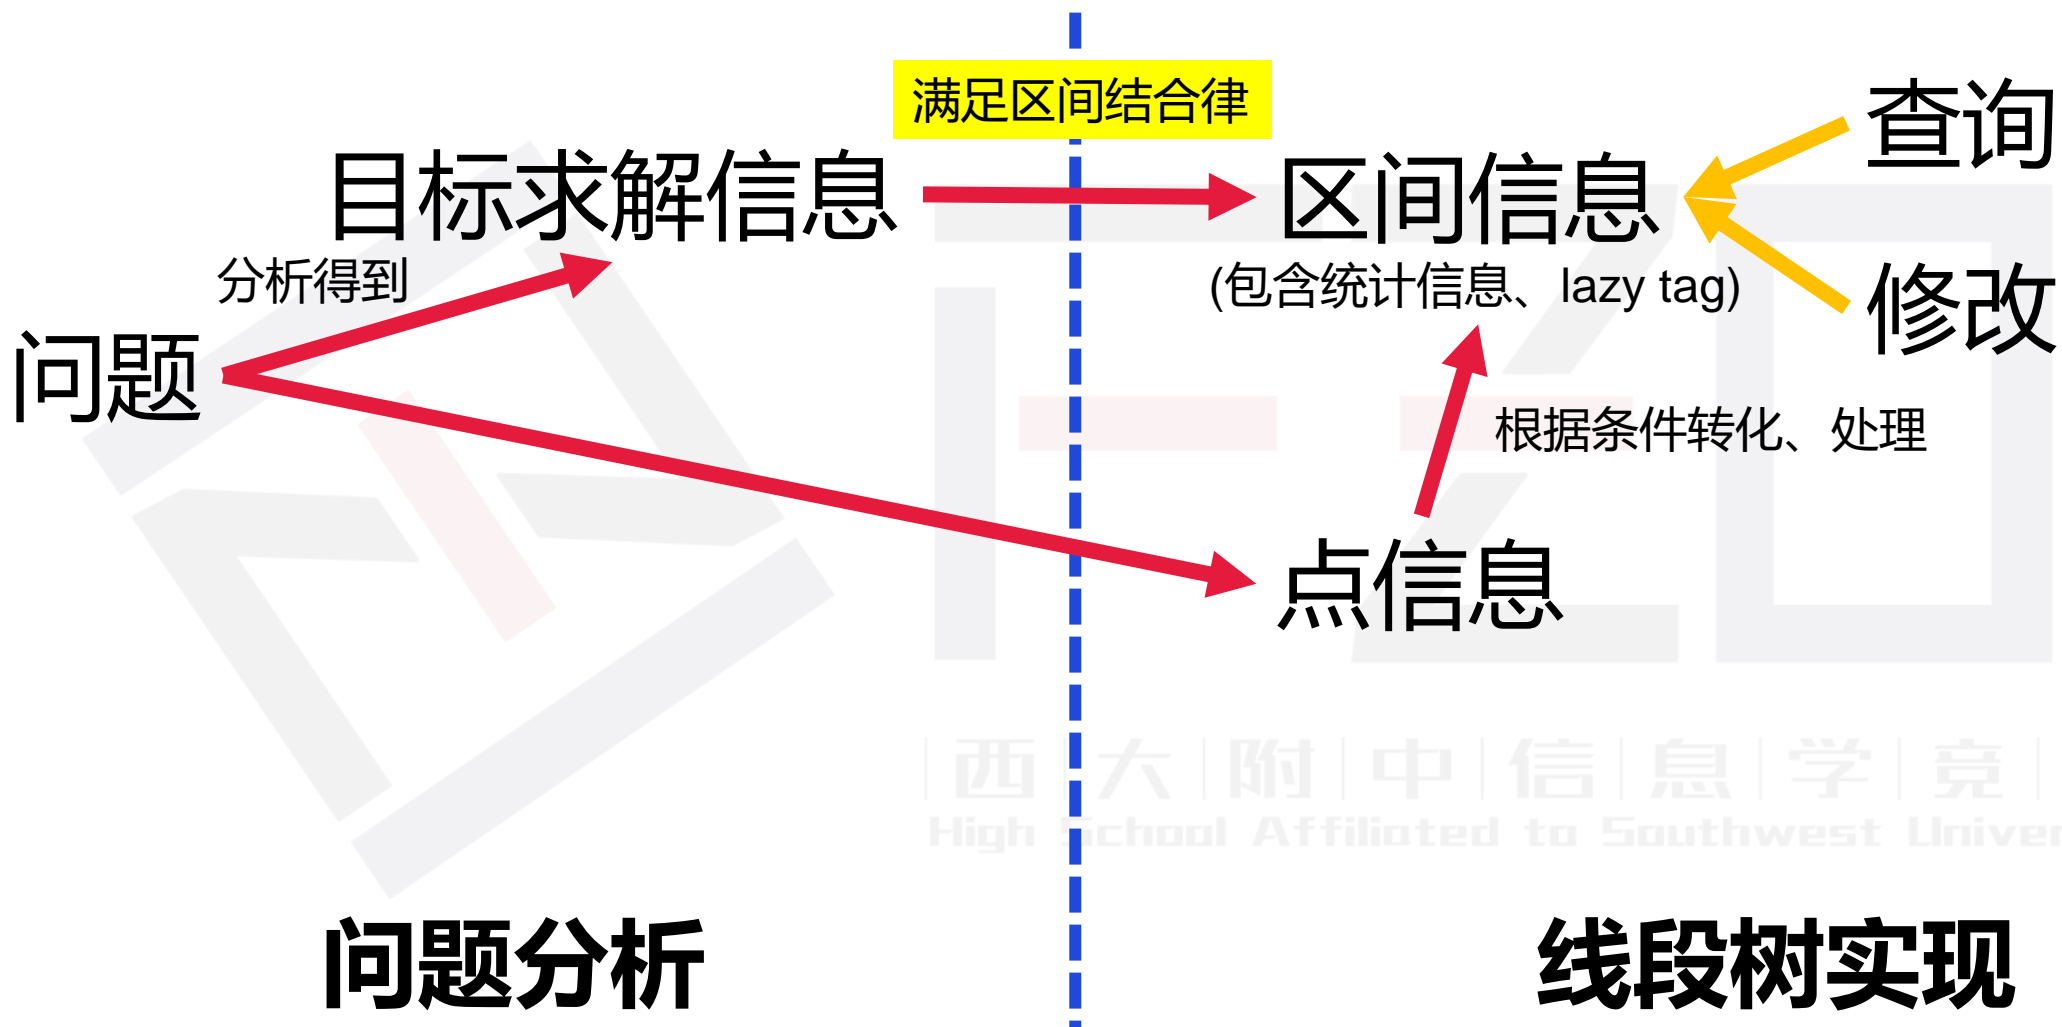 满足区间结合律
查询
目标求解信息
区间信息
分析得到
(包含统计信息、lazy tag)
修改
问题
根据条件转化、处理
点信息
西大附中信息学竞
High School Affiliated to Southwest Univer
问题分析
线段树实现